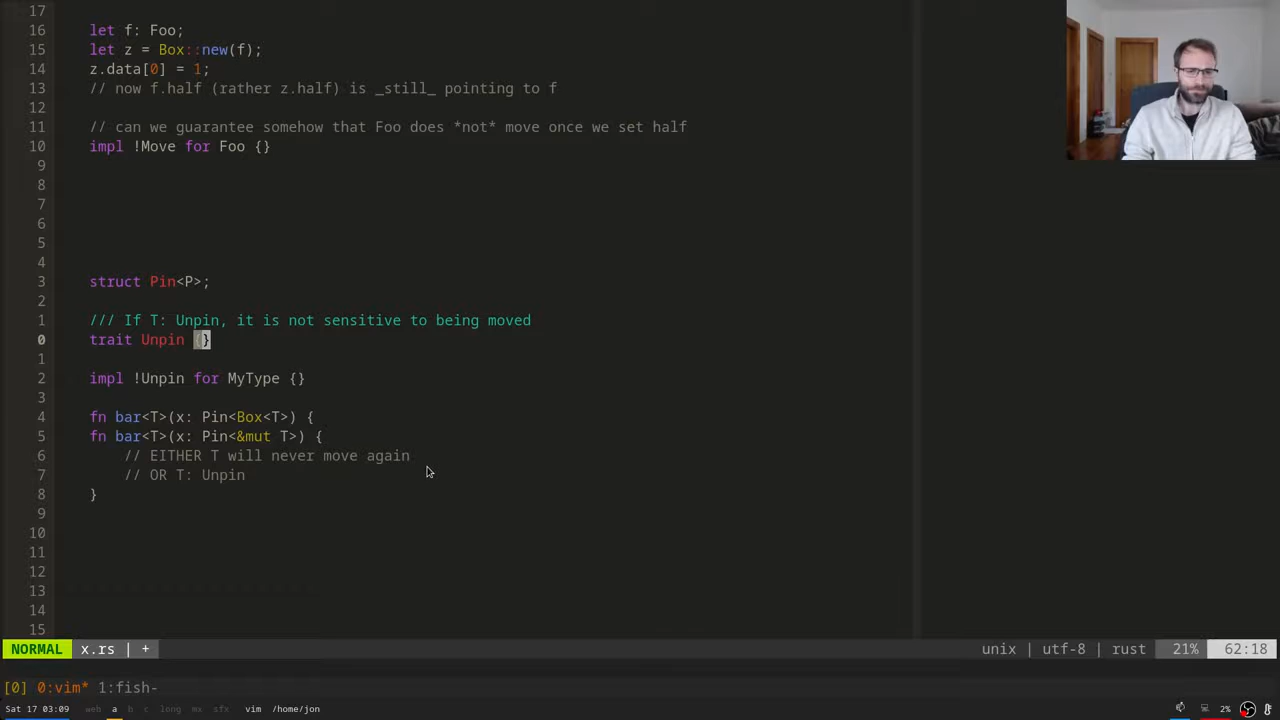 17
16 let f: Foo;
15 let z = Box::new(f);
14 z.data[0] = 1;
13 // now f.half (rather z.half) is _still_ pointing to f
12
11 // can we guarantee somehow that Foo does *not* move once we set half
10 impl !Move for Foo {}
9
8
7
6
5
4
3 struct Pin<P>;
2
1 /// If T: Unpin, it is not sensitive to being moved
0 trait Unpin {}
1
2 impl !Unpin for MyType {}
3
4 fn bar<T>(x: Pin<Box<T>) {
5 fn bar<T>(x: Pin<&mut T>) {
6 // EITHER T will never move again
7 // OR T: Unpin
8 }
9
10
11
12
13
14
15
NORMAL x.rs | + unix | utf-8 | rust 21% 62:18
[0] 0:vim* 1:fish-
Sat 17 03:09 web a b c long mx sfx vim /home/jon 2%